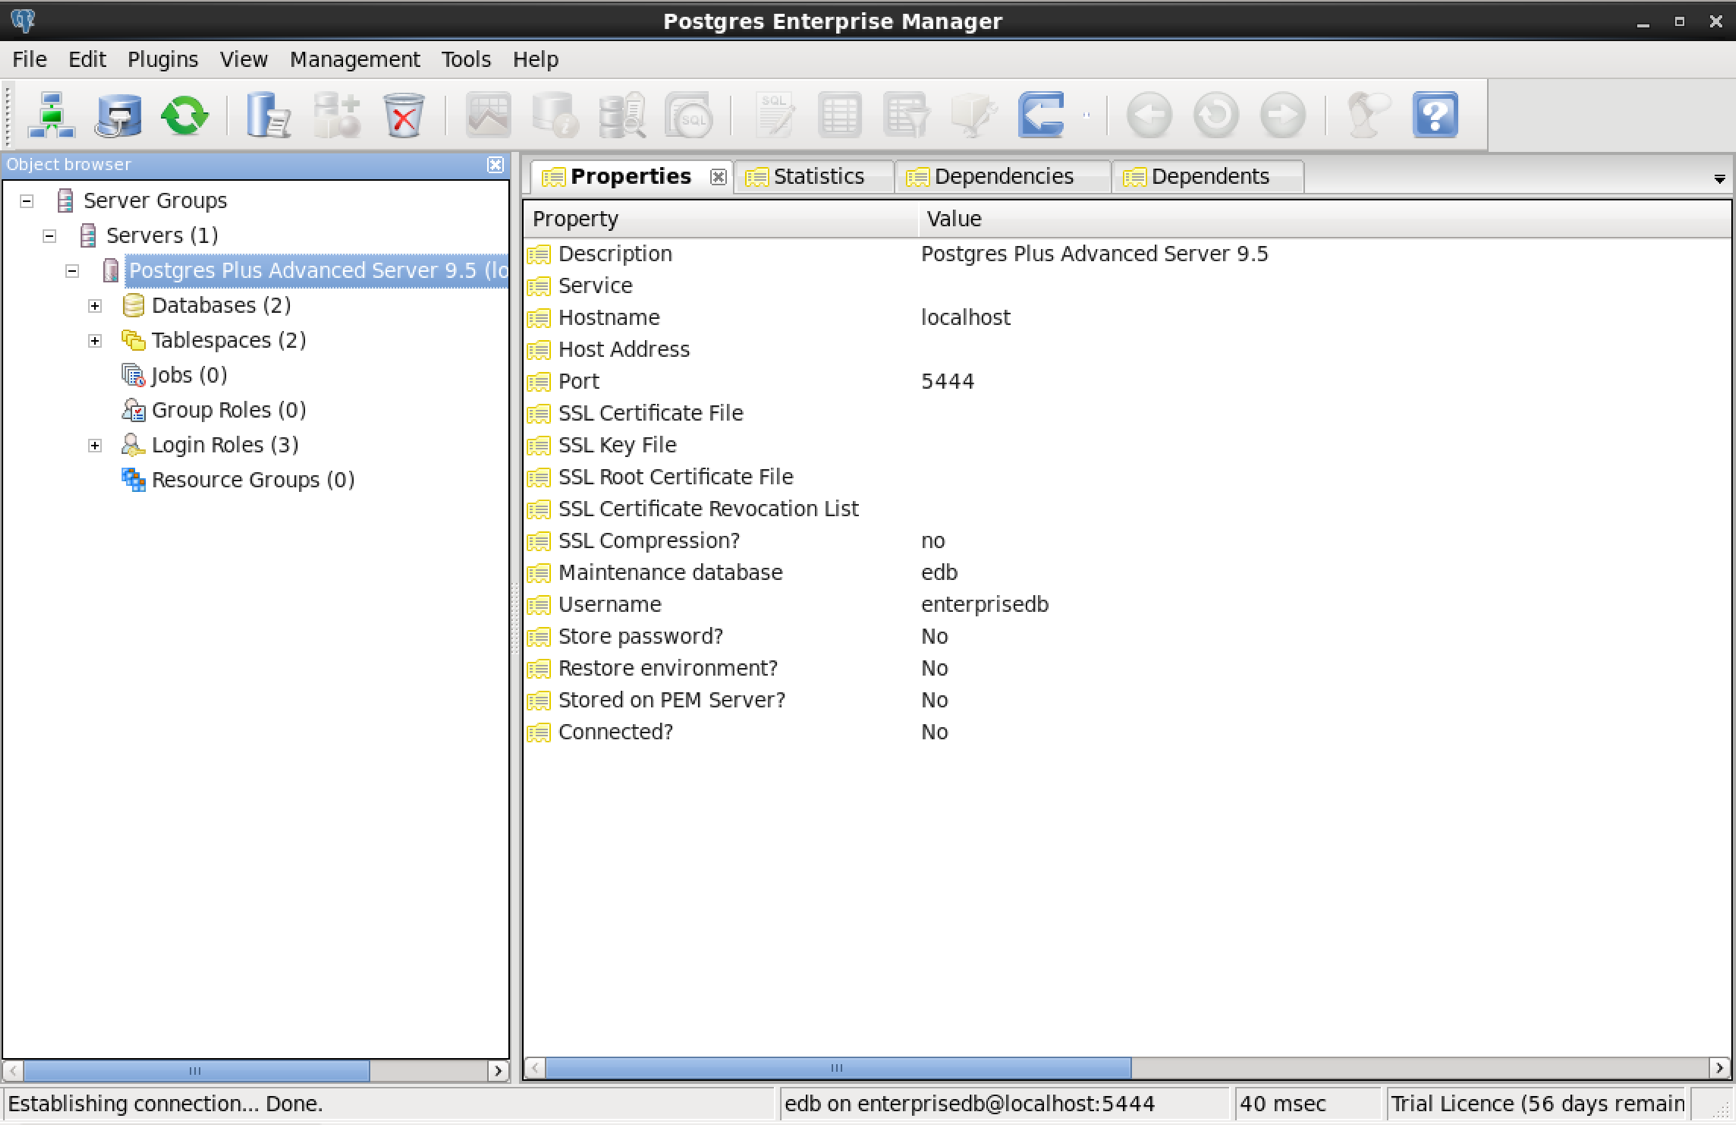 Postgres Enterprise Manager
File Edit Plugins View Management Tools Help
SQL
SQL
Object browser
Server Groups
Servers (1)
Postgres Plus Advanced Server 9.5 (lo
Databases (2)
Tablespaces (2)
Jobs (0)
Group Roles (0)
Login Roles (3)
Resource Groups (0)
Properties Statistics Dependencies Dependents
Property Value
Description Postgres Plus Advanced Server 9.5
Service
Hostname localhost
Host Address
Port 5444
SSL Certificate File
SSL Key File
SSL Root Certificate File
SSL Certificate Revocation List
SSL Compression? no
Maintenance database edb
Username enterprisedb
Store password? No
Restore environment? No
Stored on PEM Server? No
Connected? No
Establishing connection... Done. edb on enterprisedb@localhost:5444 40 msec Trial Licence (56 days remain